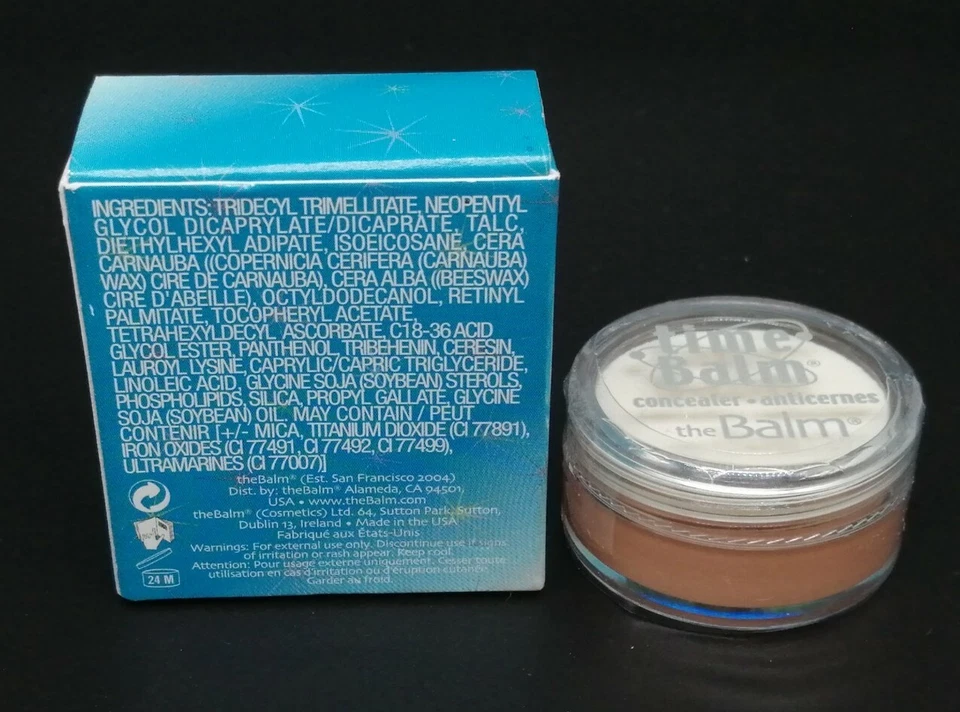 INGREDIENTS: TRIDECYL TRIMELLITATE, NEOPENTYL
GLYCOL DICAPRYLATE/DICAPRATE, TALC,
DIETHYLHEXYL ADIPATE, ISOEICOSANE, CERA
CARNAUBA ((COPERNICIA CERIFERA (CARNAUBA)
WAX) CIRE DE CARNAUBA), CERA ALBA ((BEESWAX)
CIRE D'ABEILLE), OCTYLDODECANOL, RETINYL
PALMITATE, TOCOPHERYL ACETATE,
TETRAHEXYLDECYL ASCORBATE, C18-36 ACID
GLYCOL ESTER, PANTHENOL, TRIBEHENIN, CERESIN,
LAUROYL LYSINE, CAPRYLIC/CAPRIC TRIGLYCERIDE,
LINOLEIC ACID, GLYCINE SOJA (SOYBEAN) STEROLS,
PHOSPHOLIPIDS, SILICA, PROPYL GALLATE, GLYCINE
SOJA (SOYBEAN) OIL. MAY CONTAIN / PEUT
CONTENIR [+/- MICA, TITANIUM DIOXIDE (CI 77891),
IRON OXIDES (CI 77491, CI 77492, CI 77499),
ULTRAMARINES (CI 77007)]
theBalm® (Est. San Francisco 2004)
Dist. by: theBalm® Alameda, CA 94501,
USA • www.theBalm.com
theBalm® (Cosmetics) Ltd. 64, Sutton Park, Sutton,
Dublin 13, Ireland • Made in the USA
Fabriqué aux États-Unis
Warnings: For external use only. Discontinue use if signs
of irritation or rash appear. Keep cool.
Attention: Pour usage externe uniquement. Cesser toute
utilisation en cas d'irritation ou d'éruption cutanée.
Garder au froid.
24 M
time
Balm®
concealer • anticernes
theBalm®